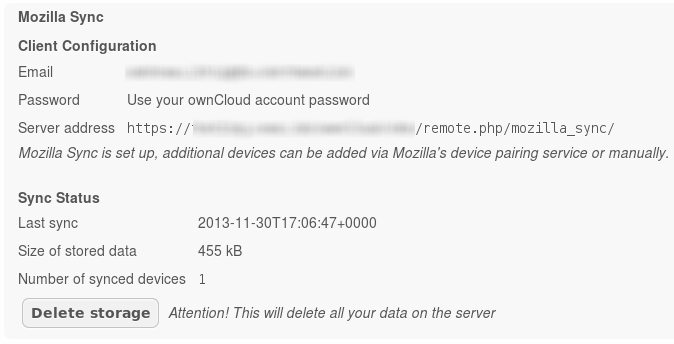 Mozilla Sync
Client Configuration
Email
Password Use your ownCloud account password
Server address https:// /remote.php/mozilla_sync/
Mozilla Sync is set up, additional devices can be added via Mozilla's device pairing service or manually.
Sync Status
Last sync 2013-11-30T17:06:47+0000
Size of stored data 455 kB
Number of synced devices 1
Delete storage Attention! This will delete all your data on the server